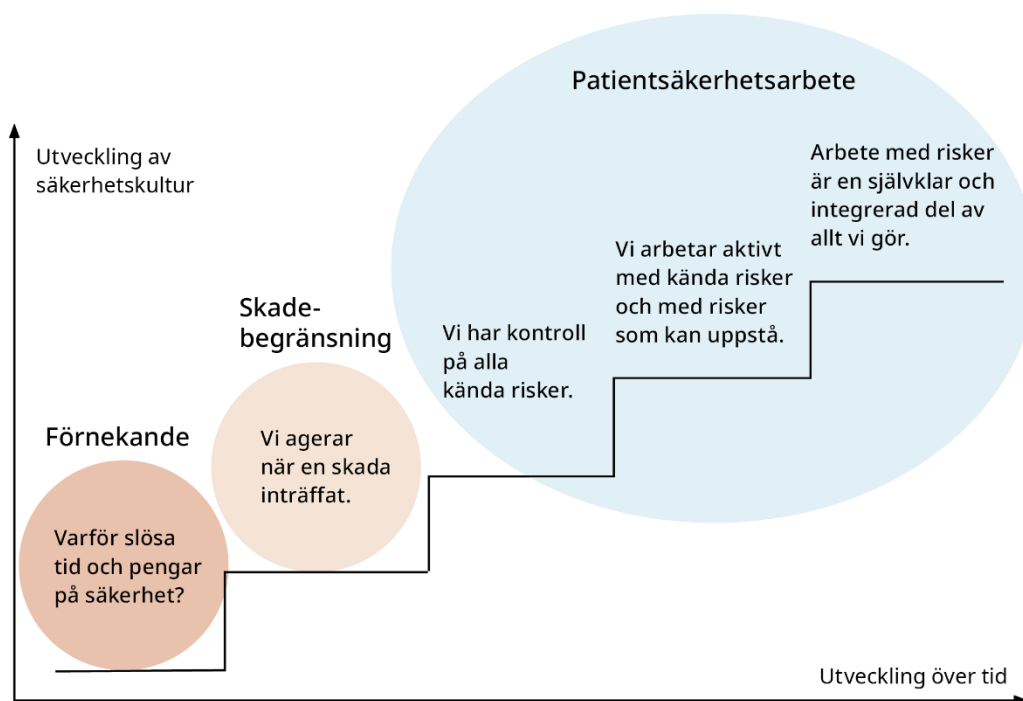 Patientsäkerhetsarbete
Utveckling av
säkerhetskultur
Arbete med risker
är en självklar och
integrerad del av
allt vi gör.
Vi arbetar aktivt
med kända risker
och med risker
som kan uppstå.
Skade-
begränsning
Vi har kontroll
på alla
kända risker.
Förnekande
Vi agerar
när en skada
inträffat.
Varför slösa
tid och pengar
på säkerhet?
Utveckling över tid